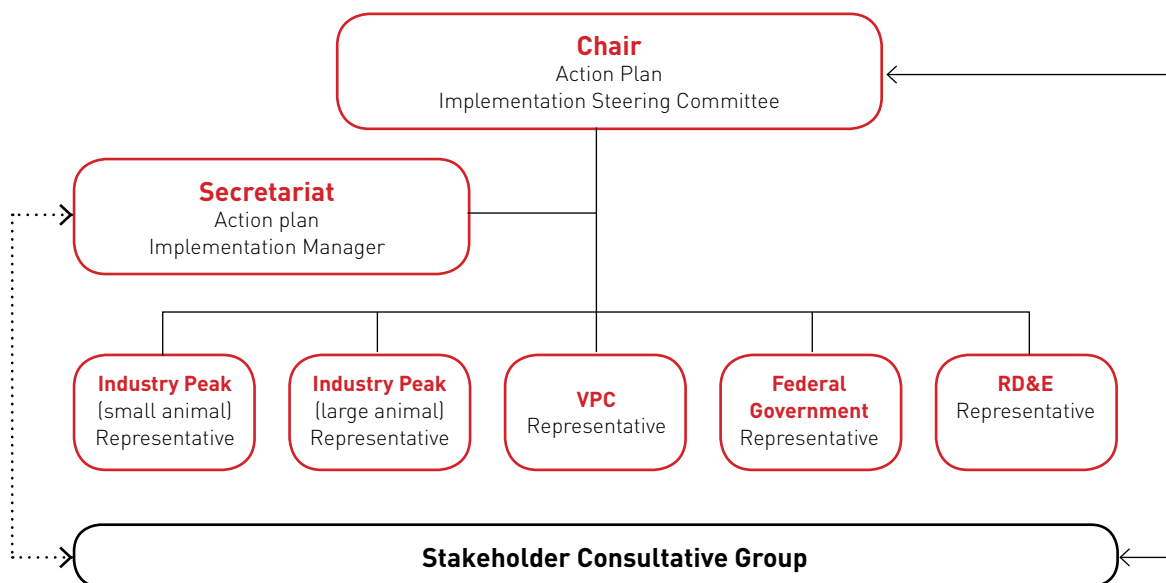 Chair
Action Plan
Implementation Steering Committee
Secretariat
Action plan
Implementation Manager
Industry Peak
(small animal)
Representative
Industry Peak
(large animal)
Representative
VPC
Representative
Federal
Government
Representative
RD&E
Representative
Stakeholder Consultative Group